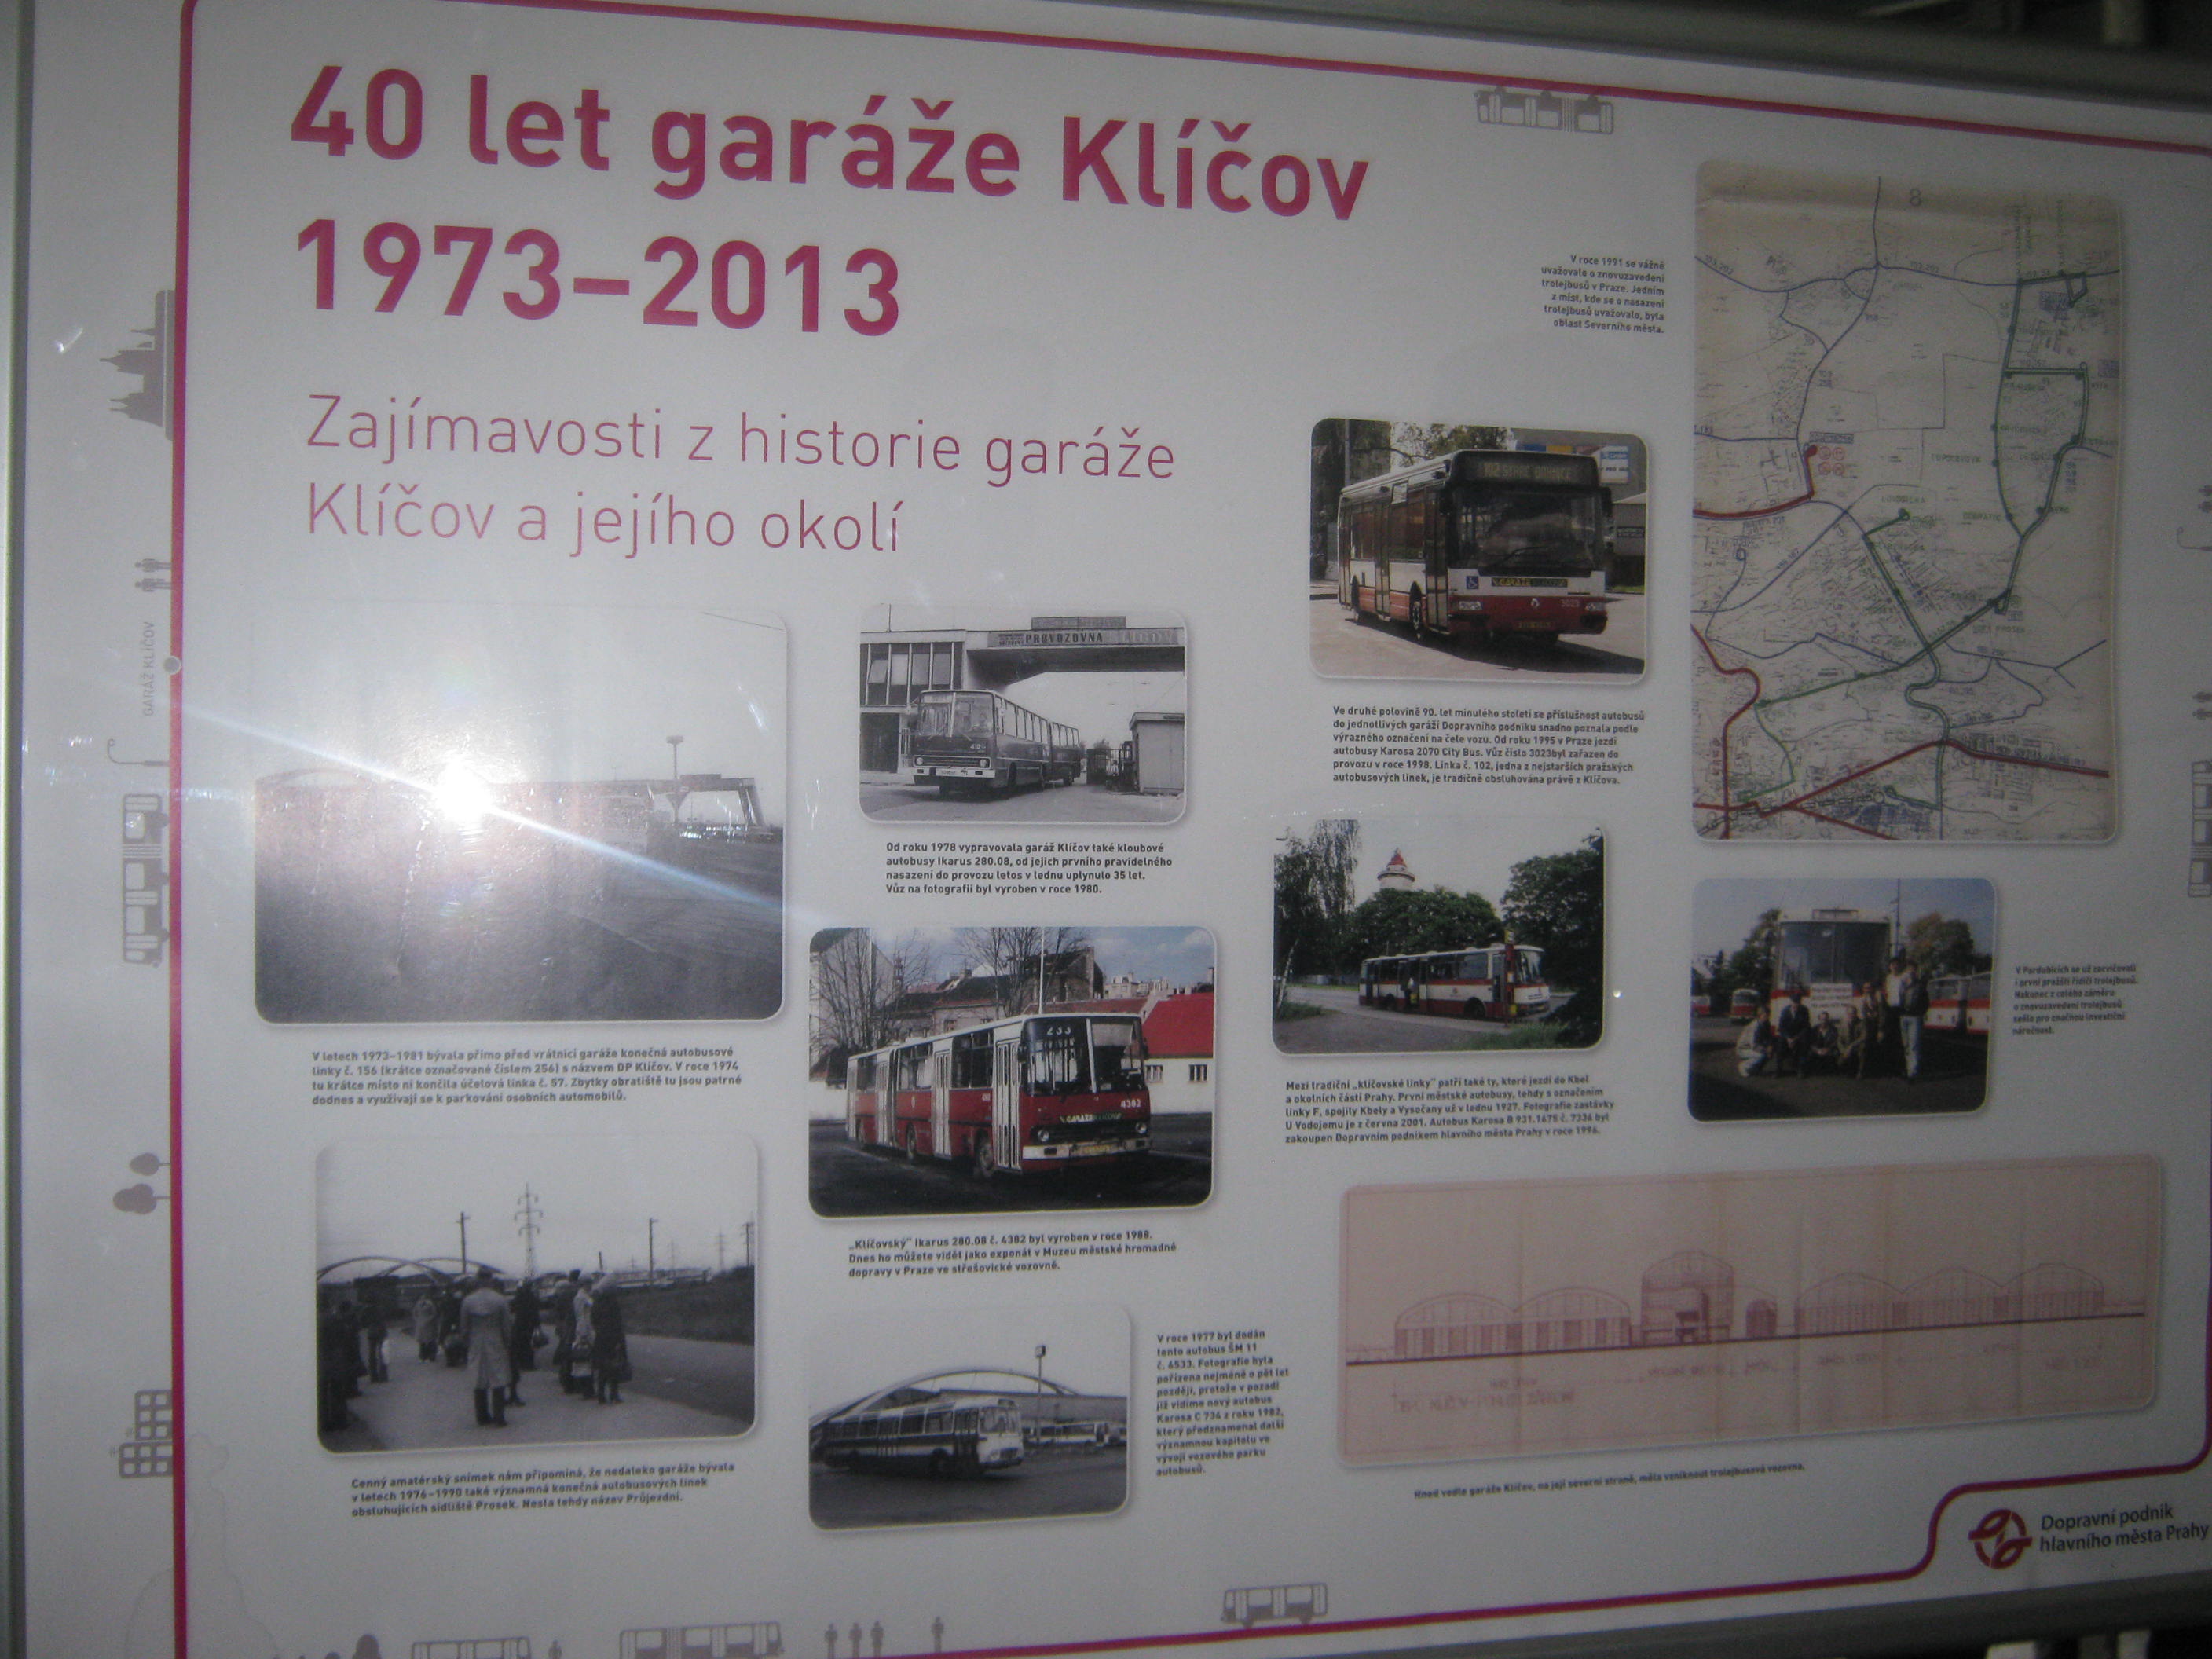 40 let garáže Klíčov
1973–2013
Zajímavosti z historie garáže
Klíčov a jejího okolí
GARÁŽ KLÍČOV
V letech 1973–1981 bývala přímo před vrátnicí garáže konečná autobusové
linky č. 156 (krátce označované číslem 256) s názvem DP Klíčov. V roce 1974
tu krátce místo ní končila účelová linka č. 57. Zbytky obratiště tu jsou patrné
dodnes a využívají se k parkování osobních automobilů.
Cenný amatérský snímek nám připomíná, že nedaleko garáže bývala
v letech 1976–1990 také významná konečná autobusových linek
obsluhujících sídliště Prosek. Nesla tehdy název Průjezdní.
PROVOZOVNA KLÍČOV
Od roku 1978 vypravovala garáž Klíčov také kloubové
autobusy Ikarus 280.08, od jejich prvního pravidelného
nasazení do provozu letos v lednu uplynulo 35 let.
Vůz na fotografii byl vyroben v roce 1980.
233
4382
GARÁŽE KLÍČOV
„Klíčovský“ Ikarus 280.08 č. 4382 byl vyroben v roce 1988.
Dnes ho můžete vidět jako exponát v Muzeu městské hromadné
dopravy v Praze ve střešovické vozovně.
V roce 1977 byl dodán
tento autobus ŠM 11
č. 6533. Fotografie byla
pořízena nejméně o pět let
později, protože v pozadí
již vidíme nový autobus
Karosa C 734 z roku 1982,
který předznamenal další
významnou kapitolu ve
vývoji vozového parku
autobusů.
3023
Ve druhé polovině 90. let minulého století se příslušnost autobusů
do jednotlivých garáží Dopravního podniku snadno poznala podle
výrazného označení na čele vozu. Od roku 1995 v Praze jezdí
autobusy Karosa 2070 City Bus. Vůz číslo 3023byl zařazen do
provozu v roce 1998. Linka č. 102, jedna z nejstarších pražských
autobusových linek, je tradičně obsluhována právě z Klíčova.
Mezi tradiční „klíčovské linky“ patří také ty, které jezdí do Kbel
a okolních částí Prahy. První městské autobusy, tehdy s označením
linky F, spojily Kbely a Vysočany už v lednu 1927. Fotografie zastávky
U Vodojemu je z června 2001. Autobus Karosa B 931.1675 č. 7336 byl
zakoupen Dopravním podnikem hlavního města Prahy v roce 1996.
V roce 1991 se vážně
uvažovalo o znovuzavedení
trolejbusů v Praze. Jedním
z míst, kde se o nasazení
trolejbusů uvažovalo, byla
oblast Severního města.
8
V Pardubicích se už zacvičovali
i první pražští řidiči trolejbusů.
Nakonec z celého záměru
o znovuzavedení trolejbusů
sešlo pro značnou investiční
náročnost.
Hned vedle garáže Klíčov, na její severní straně, měla vzniknout trolejbusová vozovna.
Dopravní podnik
hlavního města Prahy